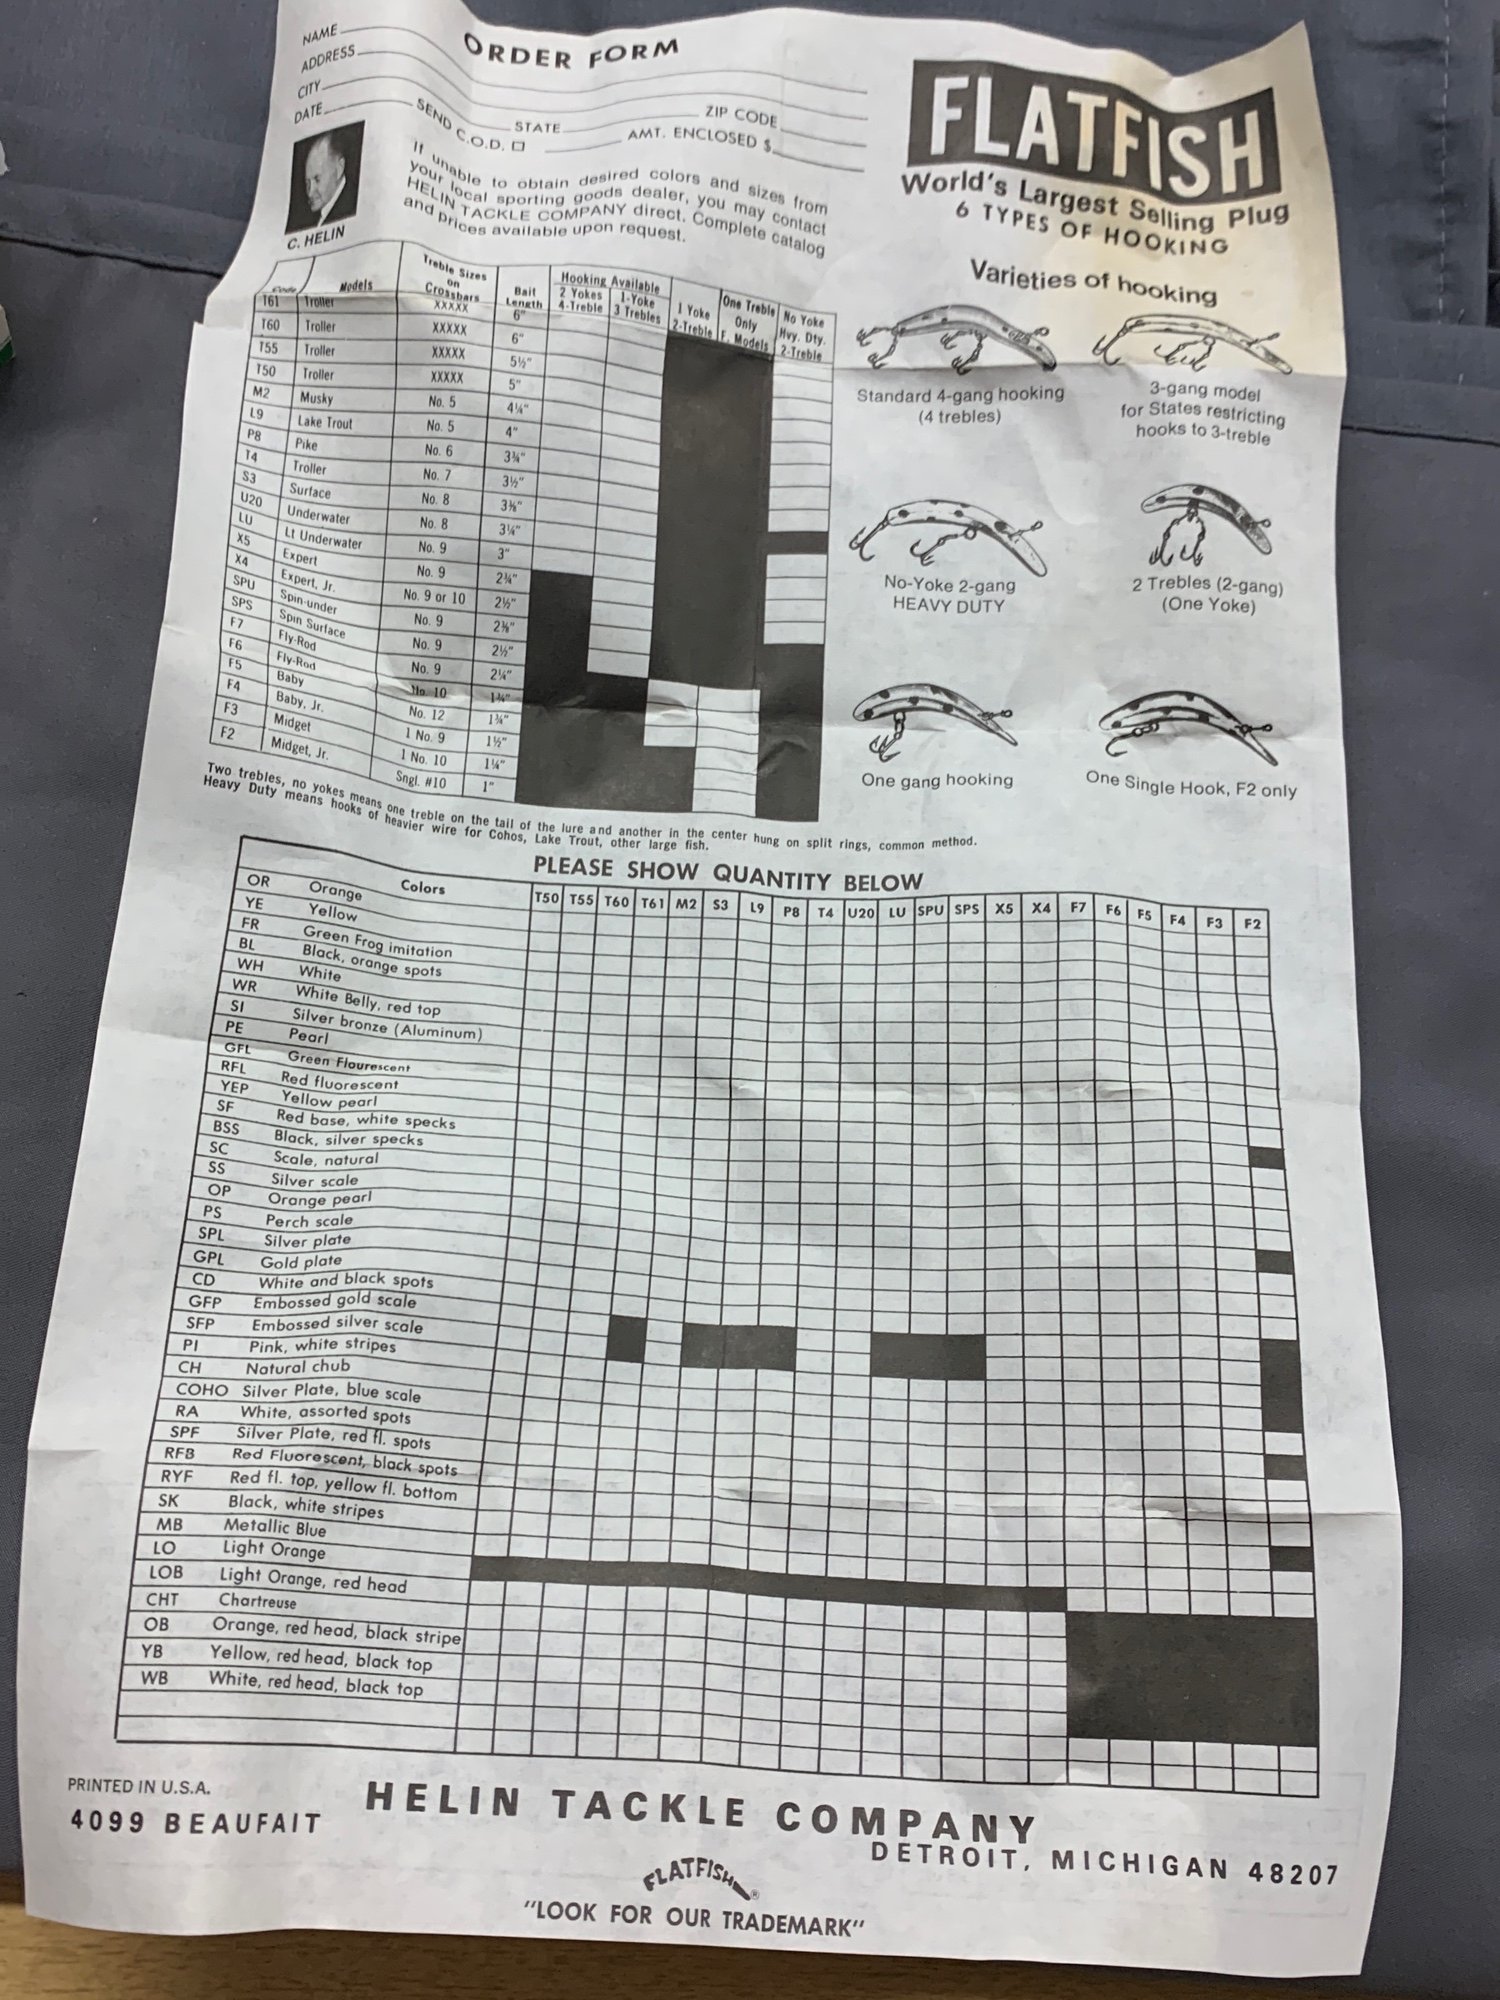 ORDER FORM
NAME
ADDRESS
CITY STATE ZIP CODE
DATE SEND C.O.D. AMT. ENCLOSED $
C. HELIN
If unable to obtain desired colors and sizes from
your local sporting goods dealer, you may contact
HELIN TACKLE COMPANY direct. Complete catalog
and prices available upon request.
FLATFISH
World's Largest Selling Plug
6 TYPES OF HOOKING
Varieties of hooking
Standard 4-gang hooking
(4 trebles)
3-gang model
for States restricting
hooks to 3-treble
No-Yoke 2-gang
HEAVY DUTY
2 Trebles (2-gang)
(One Yoke)
One gang hooking
One Single Hook, F2 only
Code Models Treble Sizes on Crossbars Bait Length Hooking Available 2 Yokes 4-Treble 1-Yoke 3 Trebles 1 Yoke 2-Treble One Treble Only F. Models No Yoke Hvy. Dty. 2-Treble
T61 Troller XXXXX 6"
T60 Troller XXXXX 6"
T55 Troller XXXXX 5½"
T50 Troller XXXXX 5"
M2 Musky No. 5 4¼"
L9 Lake Trout No. 5 4"
P8 Pike No. 6 3¾"
T4 Troller No. 7 3½"
S3 Surface No. 8 3⅜"
U20 Underwater No. 8 3¼"
LU Lt Underwater No. 9 3"
X5 Expert No. 9 2¾"
X4 Expert, Jr. No. 9 or 10 2½"
SPU Spin-under No. 9 2⅜"
SPS Spin Surface No. 9 2½"
F7 Fly-Rod No. 9 2¼"
F6 Fly-Rod No. 10 1¾"
F5 Baby No. 12 1¾"
F4 Baby, Jr. 1 No. 9 1½"
F3 Midget 1 No. 10 1¼"
F2 Midget, Jr. Sngl. #10 1"
Two trebles, no yokes means one treble on the tail of the lure and another in the center hung on split rings, common method.
Heavy Duty means hooks of heavier wire for Cohos, Lake Trout, other large fish.
PLEASE SHOW QUANTITY BELOW
Colors T50 T55 T60 T61 M2 S3 L9 P8 T4 U20 LU SPU SPS X5 X4 F7 F6 F5 F4 F3 F2
OR Orange
YE Yellow
FR Green Frog imitation
BL Black, orange spots
WH White
WR White Belly, red top
SI Silver bronze (Aluminum)
PE Pearl
GFL Green Flourescent
RFL Red fluorescent
YEP Yellow pearl
SF Red base, white specks
BSS Black, silver specks
SC Scale, natural
SS Silver scale
OP Orange pearl
PS Perch scale
SPL Silver plate
GPL Gold plate
CD White and black spots
GFP Embossed gold scale
SFP Embossed silver scale
PI Pink, white stripes
CH Natural chub
COHO Silver Plate, blue scale
RA White, assorted spots
SPF Silver Plate, red fl. spots
RFB Red Fluorescent, black spots
RYF Red fl. top, yellow fl. bottom
SK Black, white stripes
MB Metallic Blue
LO Light Orange
LOB Light Orange, red head
CHT Chartreuse
OB Orange, red head, black stripe
YB Yellow, red head, black top
WB White, red head, black top
PRINTED IN U.S.A.
HELIN TACKLE COMPANY
4099 BEAUFAIT DETROIT, MICHIGAN 48207
FLATFISH ®
"LOOK FOR OUR TRADEMARK"